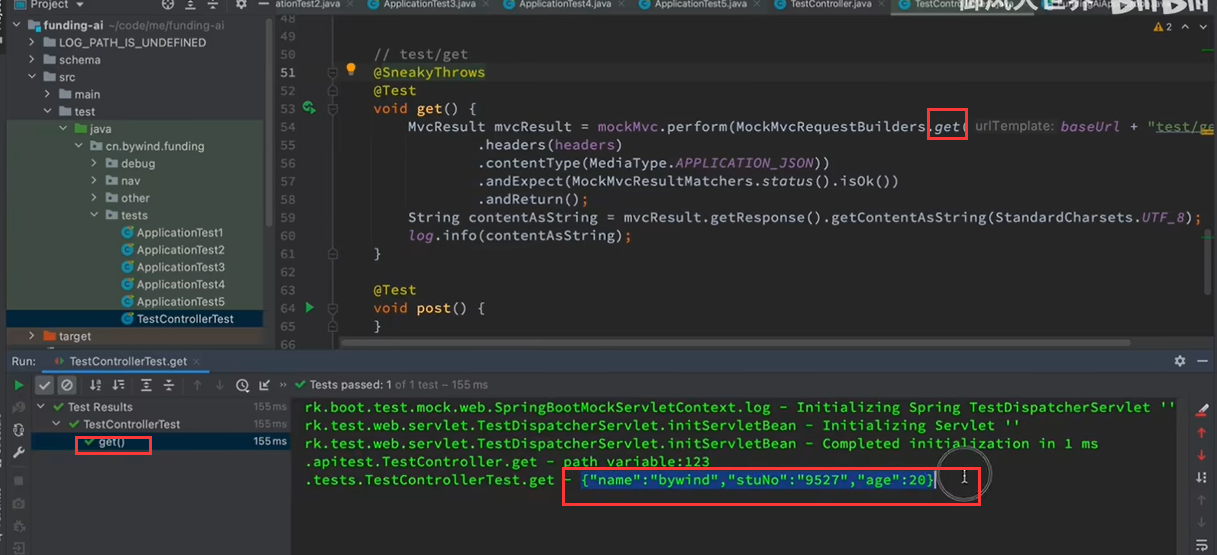 Project
ationTest2.java
ApplicationTest3.java
ApplicationTest4.java
ApplicationTest5.java
TestController.java
funding-ai ~/code/me/funding-ai
LOG_PATH_IS_UNDEFINED
schema
src
main
test
java
cn.bywind.funding
debug
nav
other
tests
ApplicationTest1
ApplicationTest2
ApplicationTest3
ApplicationTest4
ApplicationTest5
TestControllerTest
target
2
48
49
50 // test/get
51 @SneakyThrows
52 @Test
53 void get() {
54 MvcResult mvcResult = mockMvc.perform(MockMvcRequestBuilders.get( urlTemplate: baseUrl + "test/ge
55 .headers(headers)
56 .contentType(MediaType.APPLICATION_JSON))
57 .andExpect(MockMvcResultMatchers.status().isOk())
58 .andReturn();
59 String contentAsString = mvcResult.getResponse().getContentAsString(StandardCharsets.UTF_8);
60 log.info(contentAsString);
61 }
62
63 @Test
64 void post() {
65 }
66
Run: TestControllerTest.get
Tests passed: 1 of 1 test – 155 ms
Test Results 155 ms
TestControllerTest 155 ms
get() 155 ms
rk.boot.test.mock.web.SpringBootMockServletContext.log - Initializing Spring TestDispatcherServlet ''
rk.test.web.servlet.TestDispatcherServlet.initServletBean - Initializing Servlet ''
rk.test.web.servlet.TestDispatcherServlet.initServletBean - Completed initialization in 1 ms
.apitest.TestController.get - path variable:123
.tests.TestControllerTest.get - {"name":"bywind","stuNo":"9527","age":20}